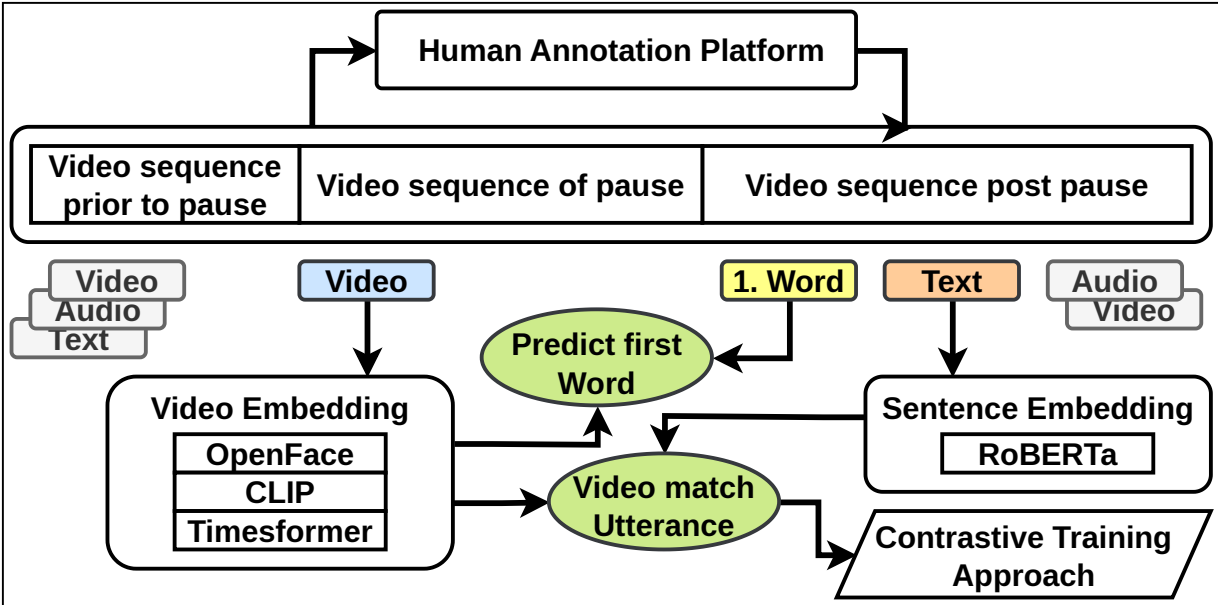 Human Annotation Platform
Video sequence
prior to pause
Video sequence of pause
Video sequence post pause
Video
Audio
Text
Video
1. Word
Text
Audio
Video
Predict first
Word
Video Embedding
OpenFace
CLIP
Timesformer
Sentence Embedding
RoBERTa
Video match
Utterance
Contrastive Training
Approach